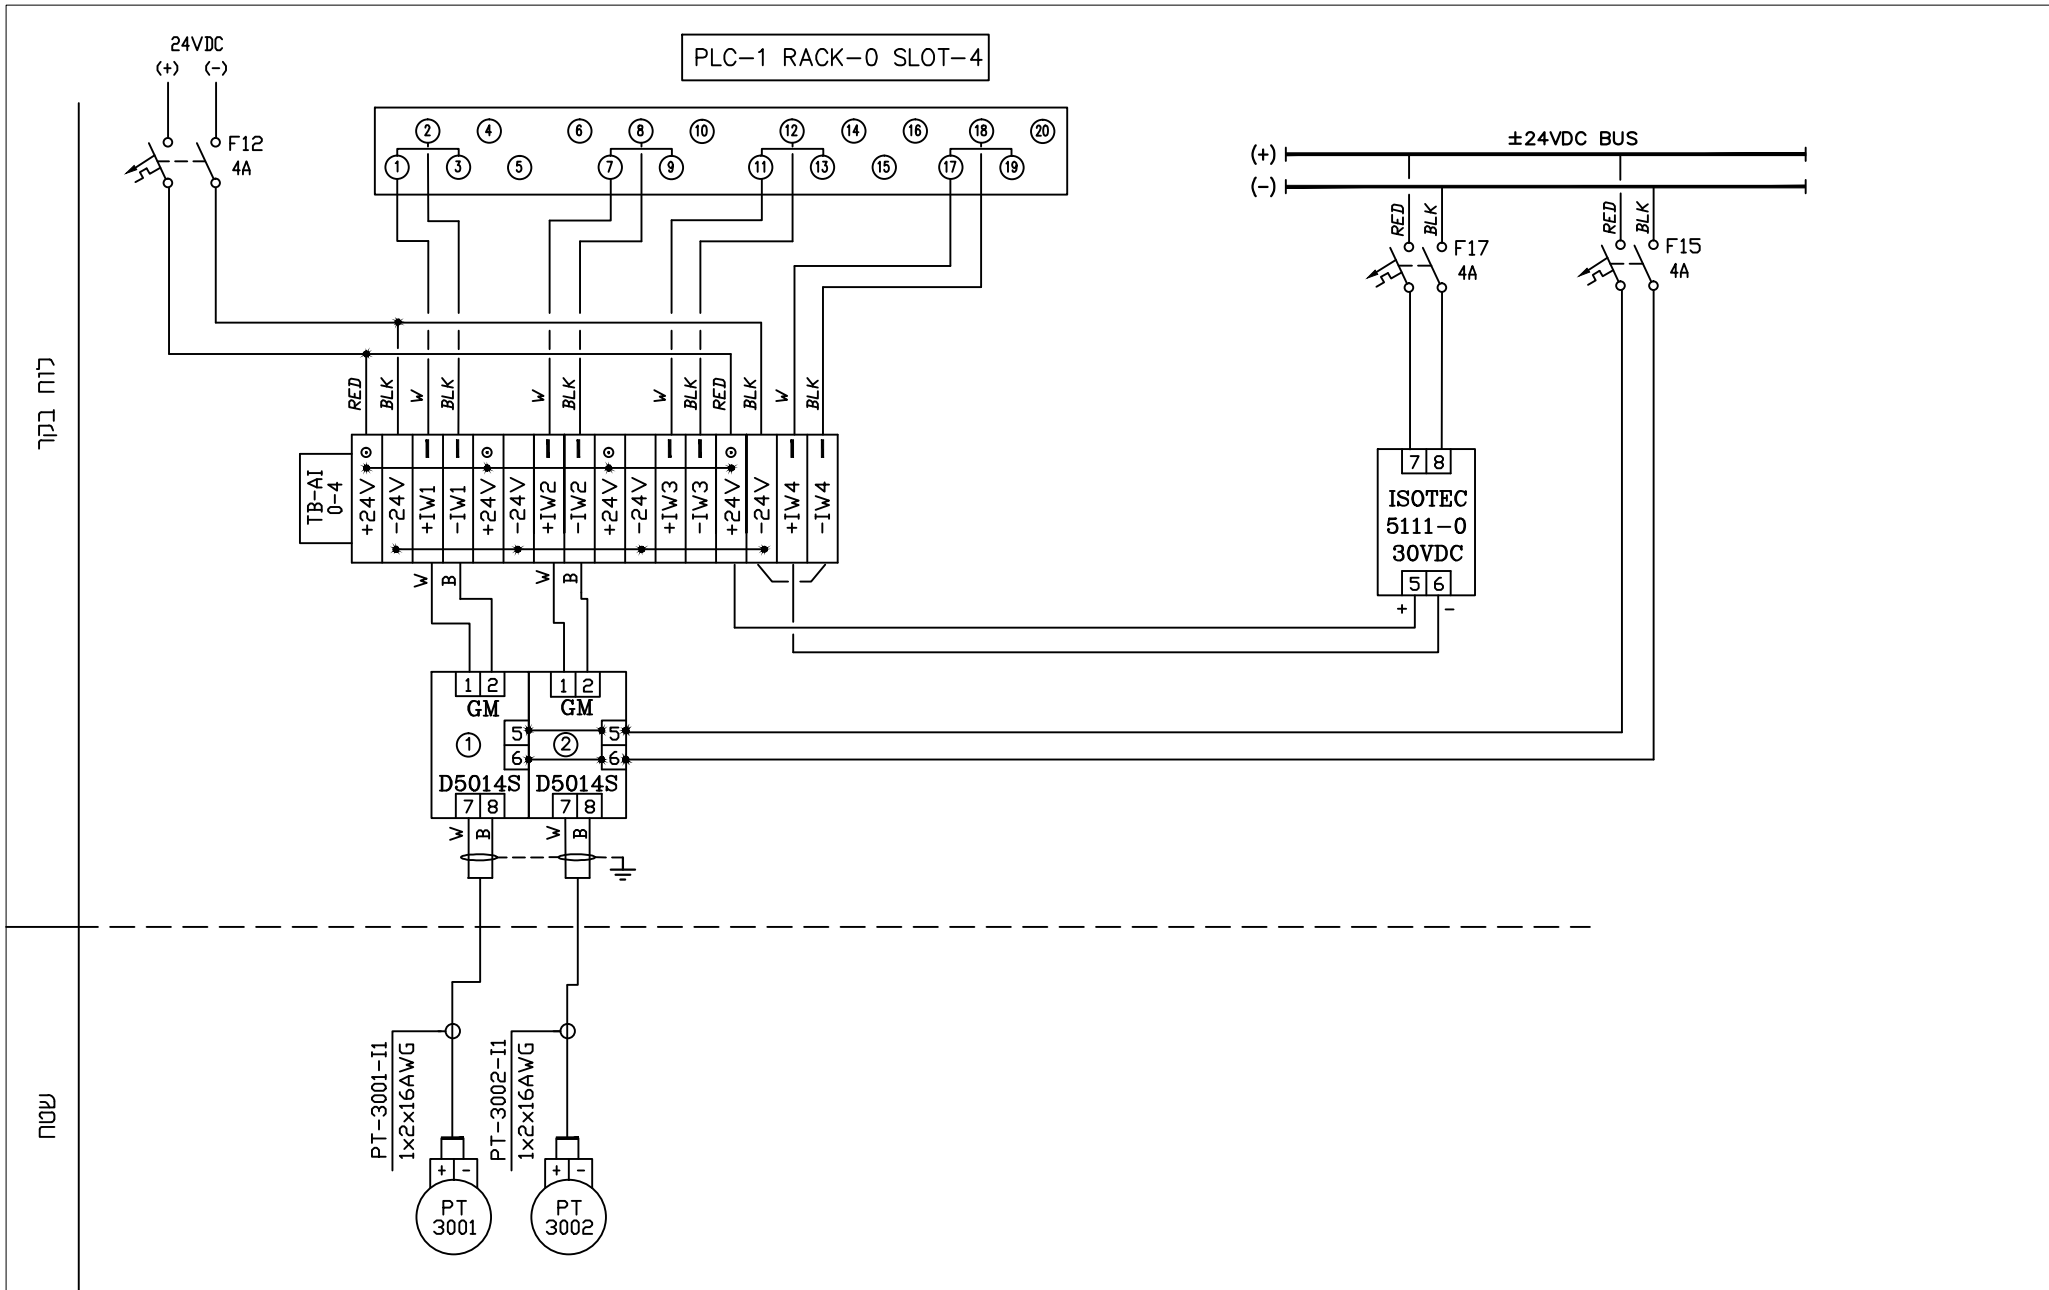 24VDC
(+) (-)
F12
4A
PLC-1 RACK-0 SLOT-4
2 4 6 8 10 12 14 16 18 20
1 3 5 7 9 11 13 15 17 19
±24VDC BUS
(+)
(-)
RED BLK
F17
4A
RED BLK
F15
4A
לוח בקר
RED BLK W BLK W BLK W BLK RED BLK W BLK
TB-AI
0-4
+24V -24V +IW1 -IW1 +24V -24V +IW2 -IW2 +24V -24V +IW3 -IW3 +24V -24V +IW4 -IW4
W B W B
7 8
ISOTEC
5111-0
30VDC
5 6
+ -
1 2 1 2
GM GM
5 5
1 2
6 6
D5014S D5014S
7 8 7 8
W B W B
שטח
PT-3001-I1
1x2x16AWG
PT-3002-I1
1x2x16AWG
+ - + -
PT
3001
PT
3002